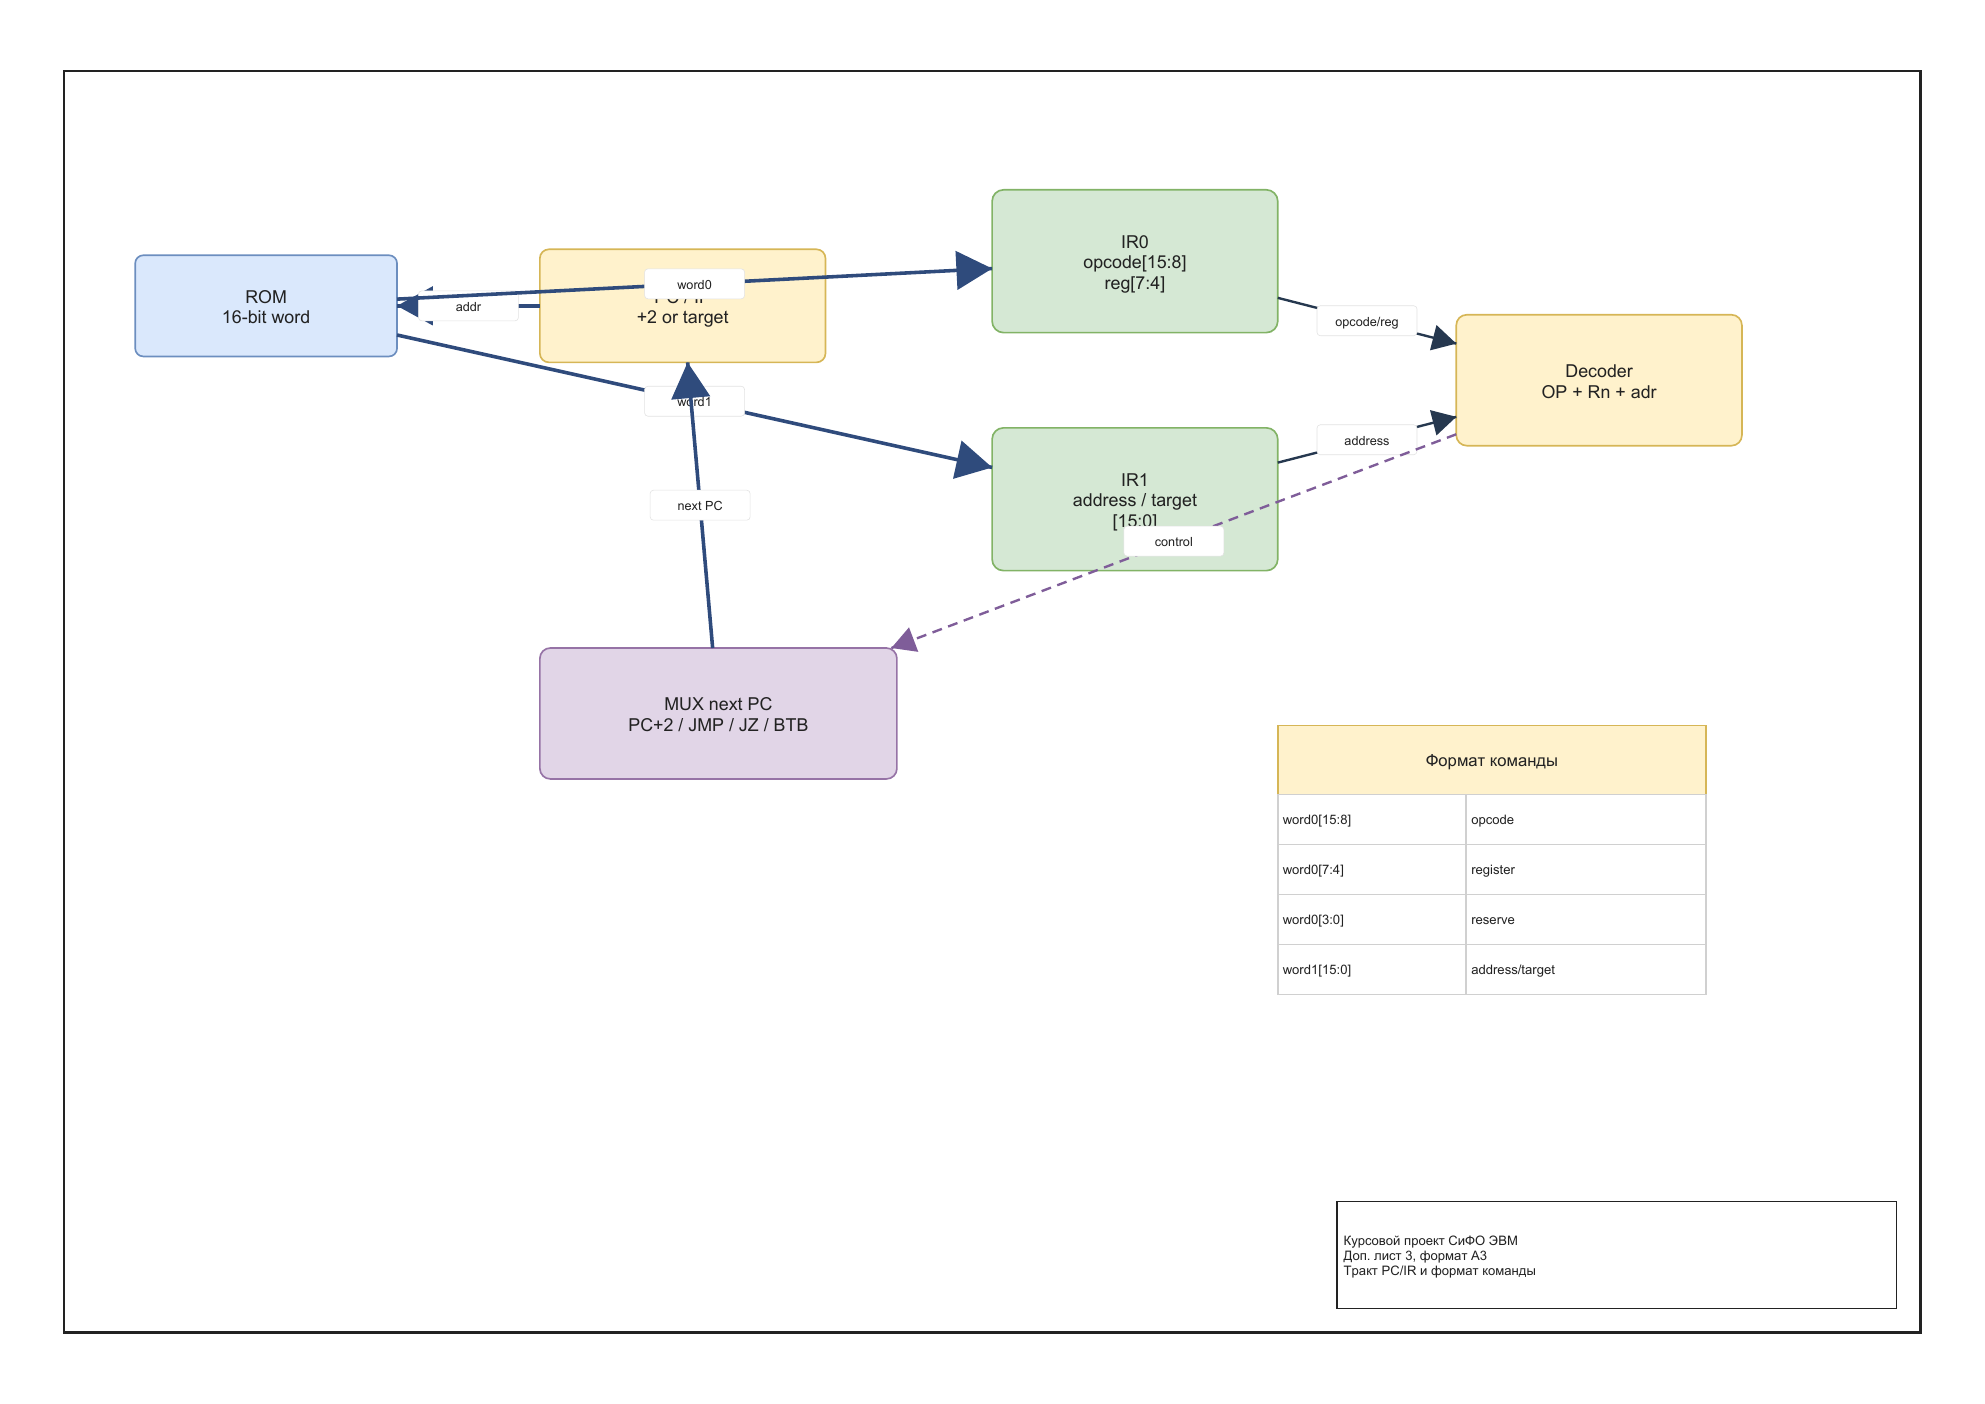 ROM
16-bit word
addr
word0
+2 or target
word1
next PC
IR0
opcode[15:8]
reg[7:4]
IR1
address / target
[15:0]
control
opcode/reg
address
Decoder
OP + Rn + adr
MUX next PC
PC+2 / JMP / JZ / BTB
Формат команды
word0[15:8] opcode
word0[7:4] register
word0[3:0] reserve
word1[15:0] address/target
Курсовой проект СиФО ЭВМ
Доп. лист 3, формат А3
Тракт PC/IR и формат команды